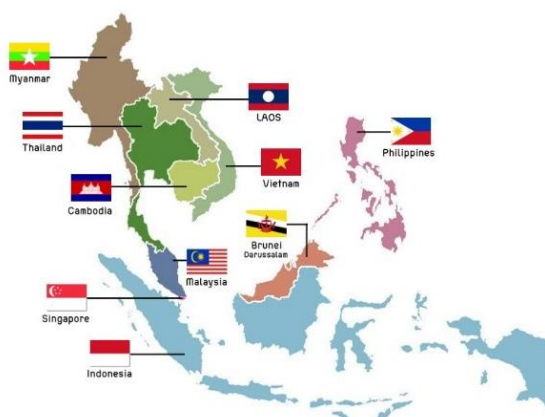 Myanmar
LAOS
Thailand
Philippines
Vietnam
Cambodia
Brunei
Darussalam
Malaysia
Singapore
Indonesia